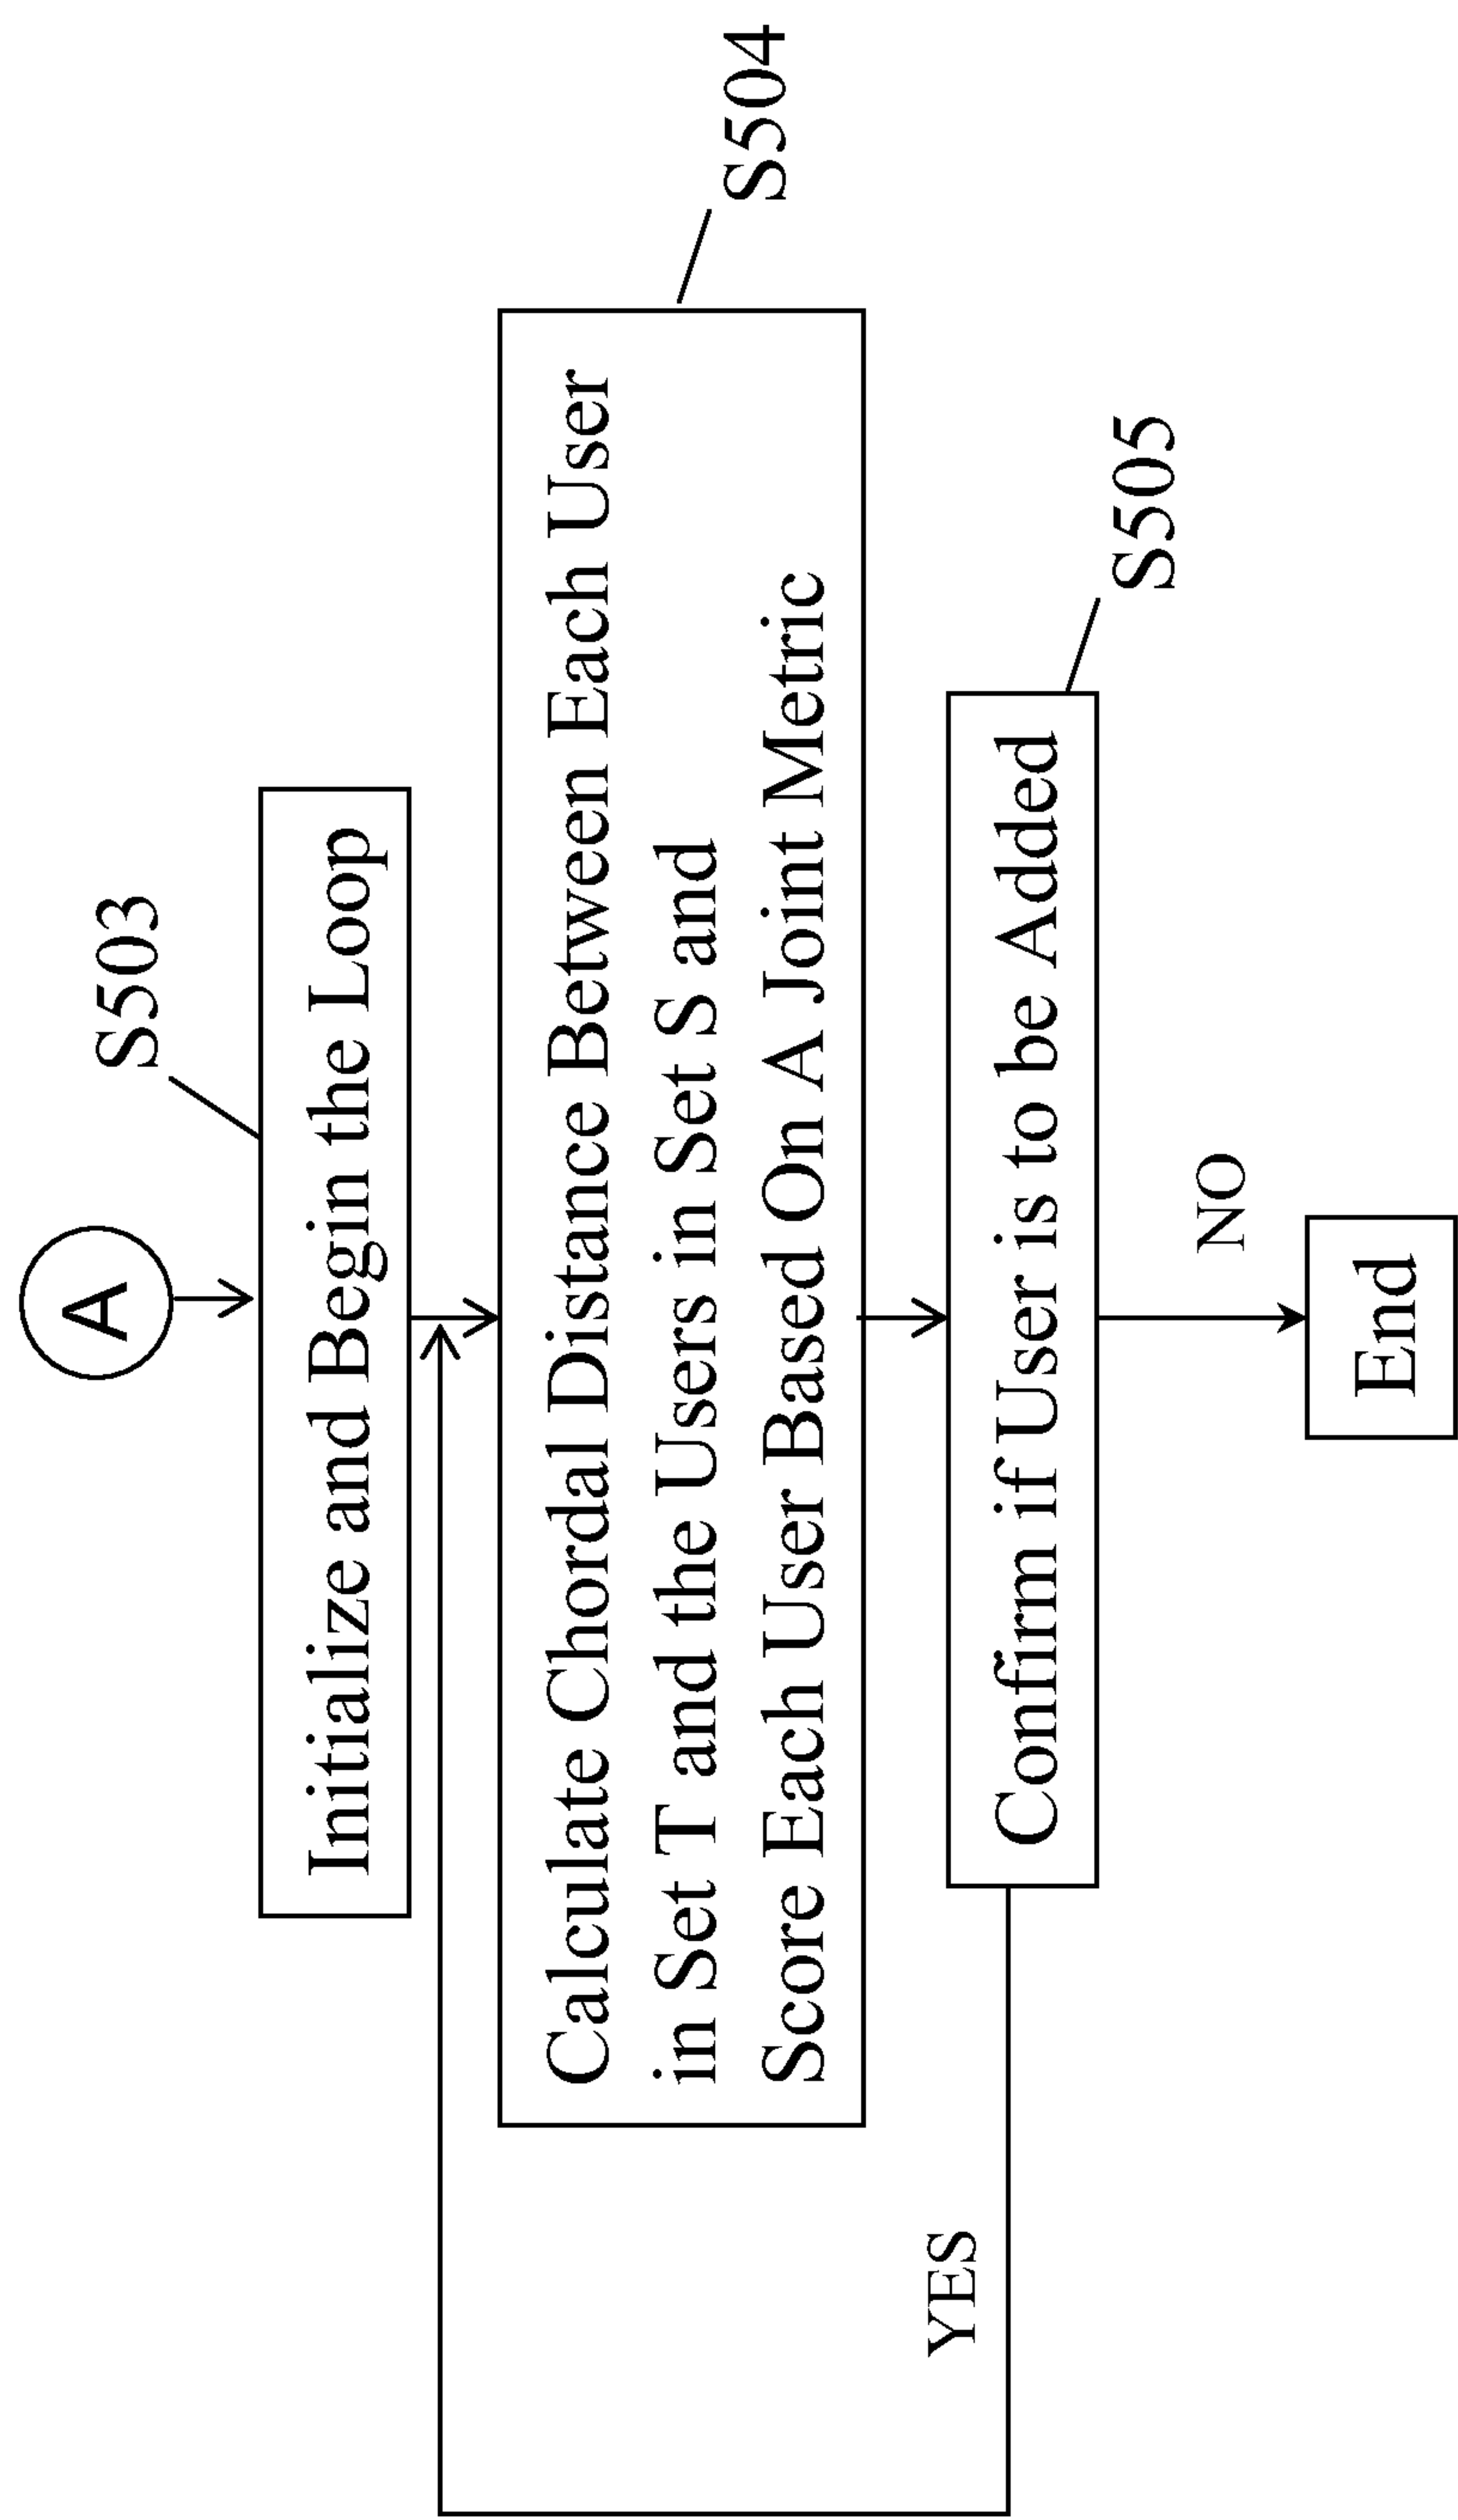 A
S503
Initialize and Begin the Loop
S504
Calculate Chordal Distance Between Each User
in Set T and the Users in Set S and
Score Each User Based On A Joint Metric
S505
Confirm if User is to be Added
YES
NO
End